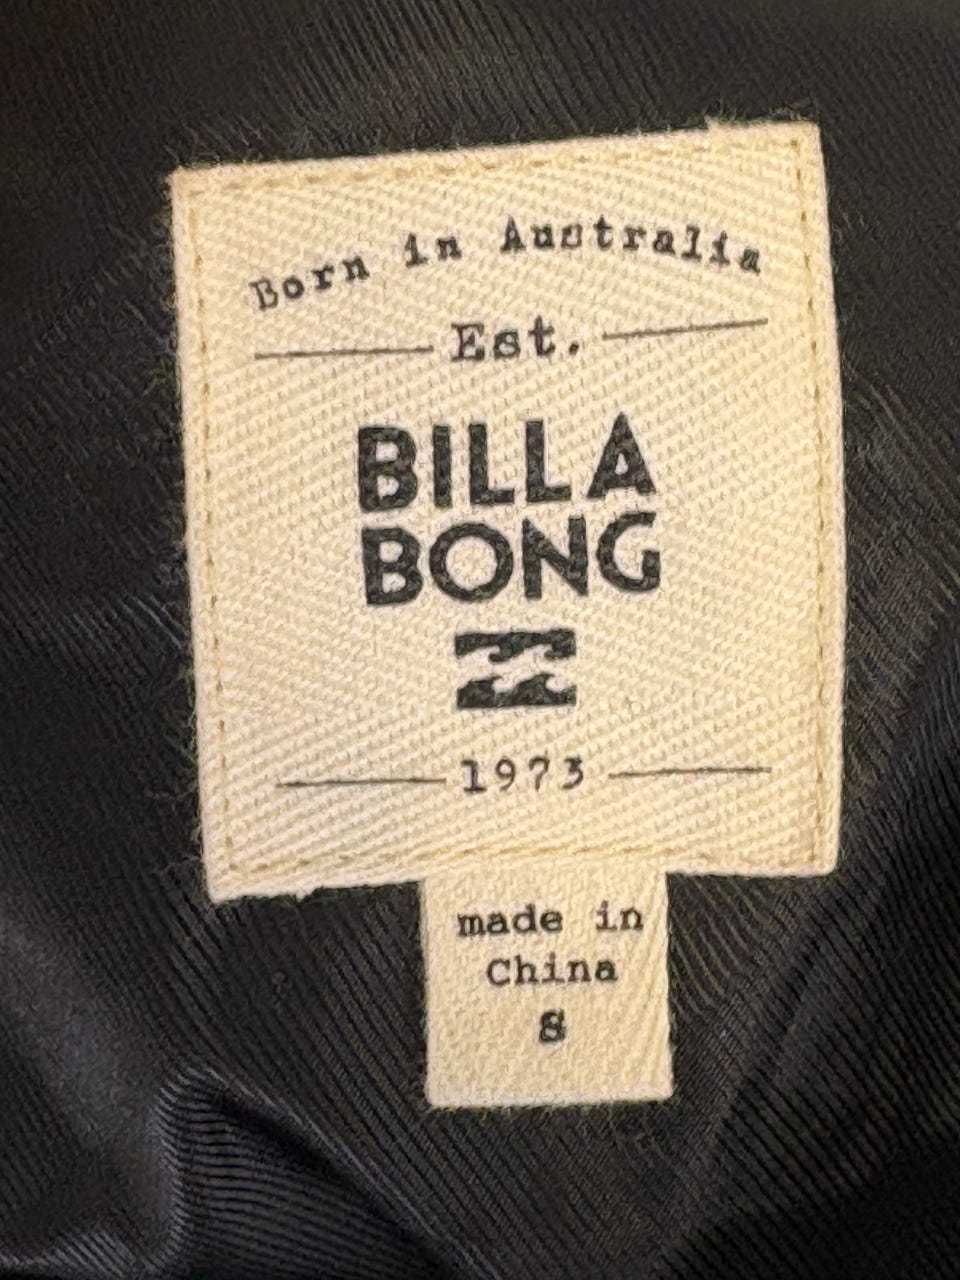 Born in Australia
Est.
BILLA
BONG
1973
made in
China
S